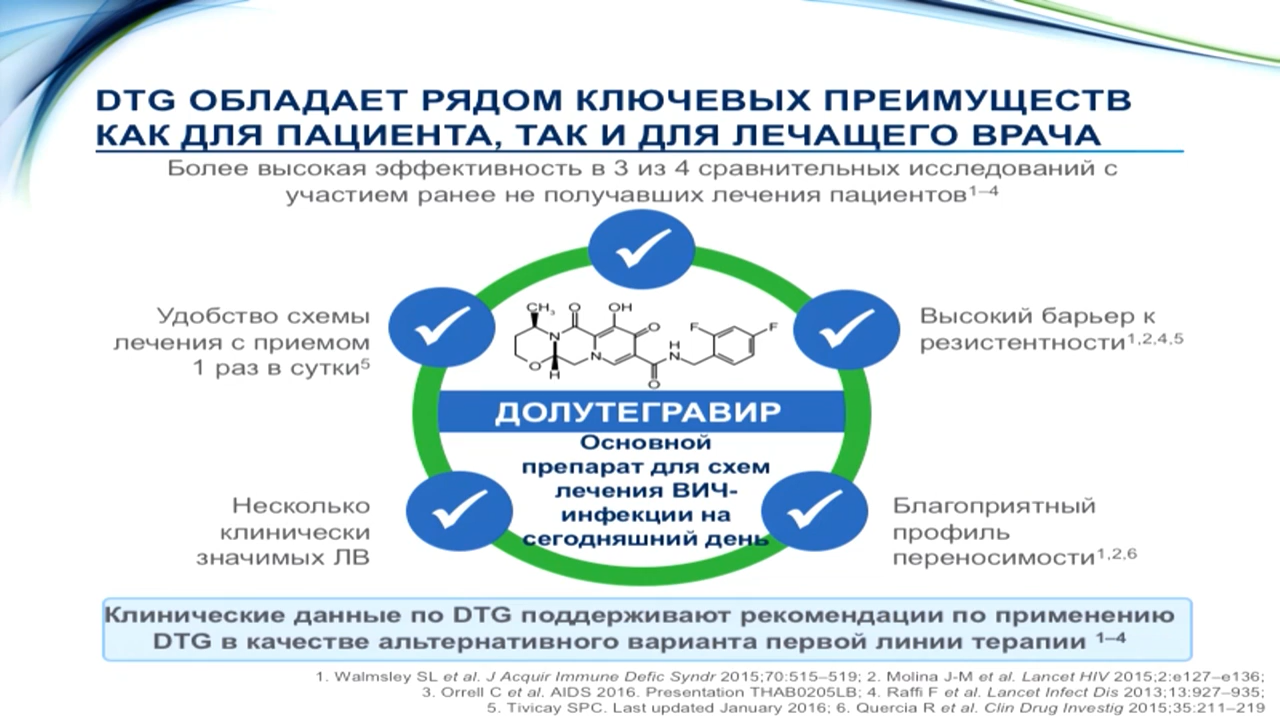 DTG ОБЛАДАЕТ РЯДОМ КЛЮЧЕВЫХ ПРЕИМУЩЕСТВ
КАК ДЛЯ ПАЦИЕНТА, ТАК И ДЛЯ ЛЕЧАЩЕГО ВРАЧА
Более высокая эффективность в 3 из 4 сравнительных исследований с
участием ранее не получавших лечения пациентов¹⁻⁴
Удобство схемы
лечения с приемом
1 раз в сутки⁵
CH₃
O
OH
O
N
N
O
H
O
H
N
F
F
Высокий барьер к
резистентности¹,²,⁴,⁵
ДОЛУТЕГРАВИР
Основной
препарат для схем
лечения ВИЧ-
инфекции на
сегодняшний день
Несколько
клинически
значимых ЛВ
Благоприятный
профиль
переносимости¹,²,⁶
Клинические данные по DTG поддерживают рекомендации по применению
DTG в качестве альтернативного варианта первой линии терапии ¹⁻⁴
1. Walmsley SL et al. J Acquir Immune Defic Syndr 2015;70:515–519; 2. Molina J-M et al. Lancet HIV 2015;2:e127–e136;
3. Orrell C et al. AIDS 2016. Presentation THAB0205LB; 4. Raffi F et al. Lancet Infect Dis 2013;13:927–935;
5. Tivicay SPC. Last updated January 2016; 6. Quercia R et al. Clin Drug Investig 2015;35:211–219